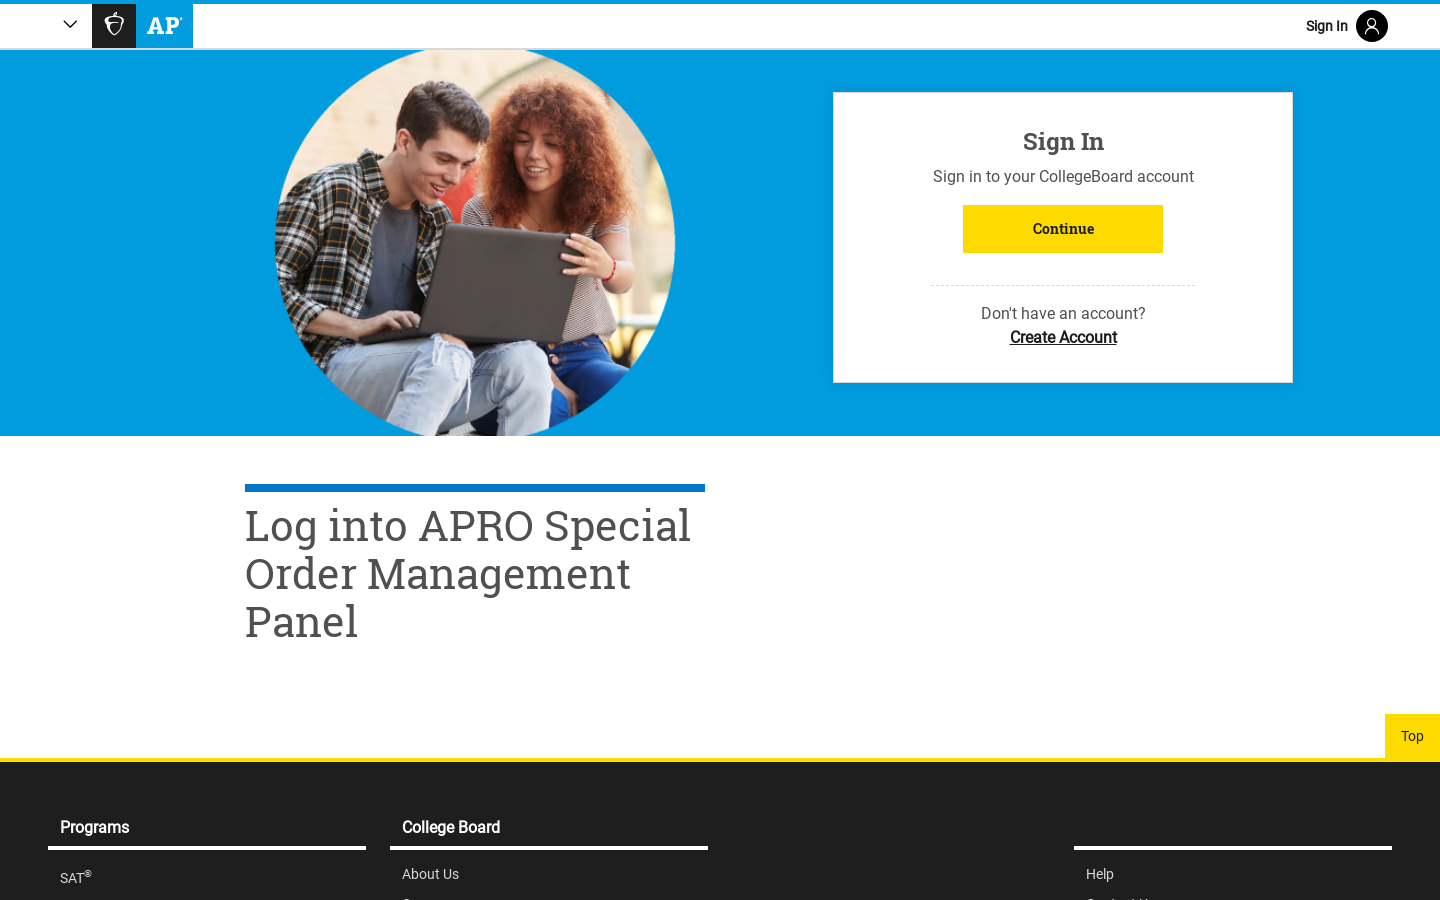 AP
Sign In
Sign In
Sign in to your CollegeBoard account
Continue
Don't have an account?
Create Account
Log into APRO Special
Order Management
Panel
Top
Programs
College Board
SAT®
About Us
Help